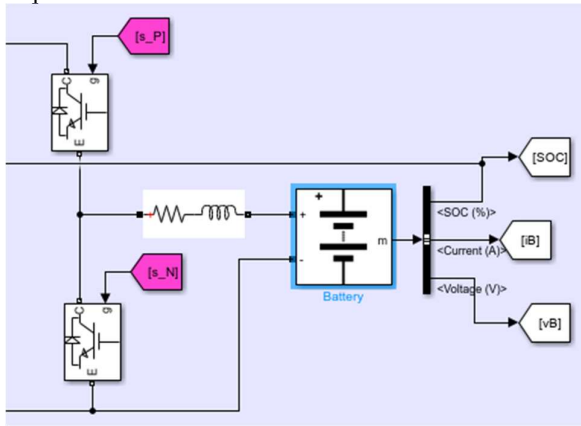 [s_P]
C
g
E
[SOC]
+
+
m
-
<SOC (%)>
<Current (A)>
[iB]
Battery
[s_N]
<Voltage (V)>
[vB]
C
g
E